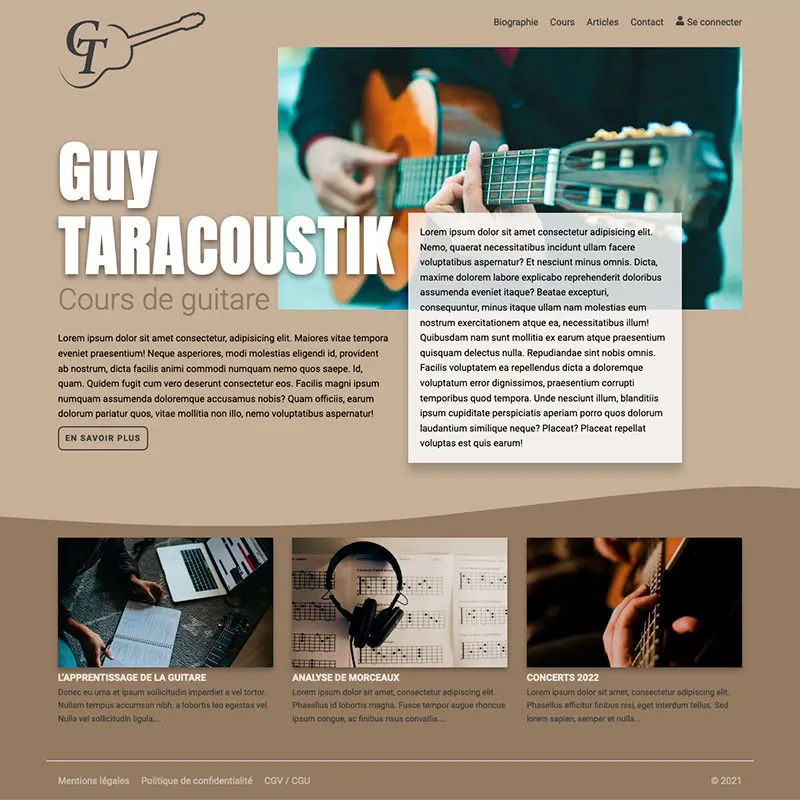 GT
Biographie Cours Articles Contact Se connecter
Guy
TARACOUSTIK
Cours de guitare
Lorem ipsum dolor sit amet consectetur, adipisicing elit. Maiores vitae tempora
eveniet praesentium! Neque asperiores, modi molestias eligendi id, provident
ab nostrum, dicta facilis animi commodi numquam nemo quos saepe. Id,
quam. Quidem fugit cum vero deserunt consectetur eos. Facilis magni ipsum
numquam assumenda doloremque accusamus nobis? Quam officiis, earum
dolorum pariatur quos, vitae mollitia non illo, nemo voluptatibus aspernatur!
EN SAVOIR PLUS
Lorem ipsum dolor sit amet consectetur adipisicing elit.
Nemo, quaerat necessitatibus incidunt ullam facere
voluptatibus aspernatur? Et nesciunt minus omnis. Dicta,
maxime dolorem labore explicabo reprehenderit doloribus
assumenda eveniet itaque? Beatae excepturi,
consequuntur, minus itaque ullam nam molestias eum
nostrum exercitationem atque ea, necessitatibus illum!
Quibusdam nam sunt mollitia ex earum atque praesentium
quisquam delectus nulla. Repudiandae sint nobis omnis.
Facilis voluptatem ea repellendus dicta a doloremque
voluptatum error dignissimos, praesentium corrupti
temporibus quod tempora. Unde nesciunt illum, blanditiis
ipsum cupiditate perspiciatis aperiam porro quos dolorum
laudantium similique neque? Placeat? Placeat repellat
voluptas est quis earum!
L'APPRENTISSAGE DE LA GUITARE
Donec eu urna et ipsum sollicitudin imperdiet a vel tortor.
Nullam tempus accumsan nibh, a lobortis leo egestas vel.
Nulla vel sollicitudin ligula,...
ANALYSE DE MORCEAUX
Lorem ipsum dolor sit amet, consectetur adipiscing elit.
Phasellus id lobortis magna. Fusce tempor augue rhoncus
ipsum congue, ac finibus risus convallis....
CONCERTS 2022
Lorem ipsum dolor sit amet, consectetur adipiscing elit.
Phasellus efficitur finibus nisi, eget interdum tellus. Sed
lorem sapien, semper et nulla...
Mentions légales Politique de confidentialité CGV / CGU
© 2021